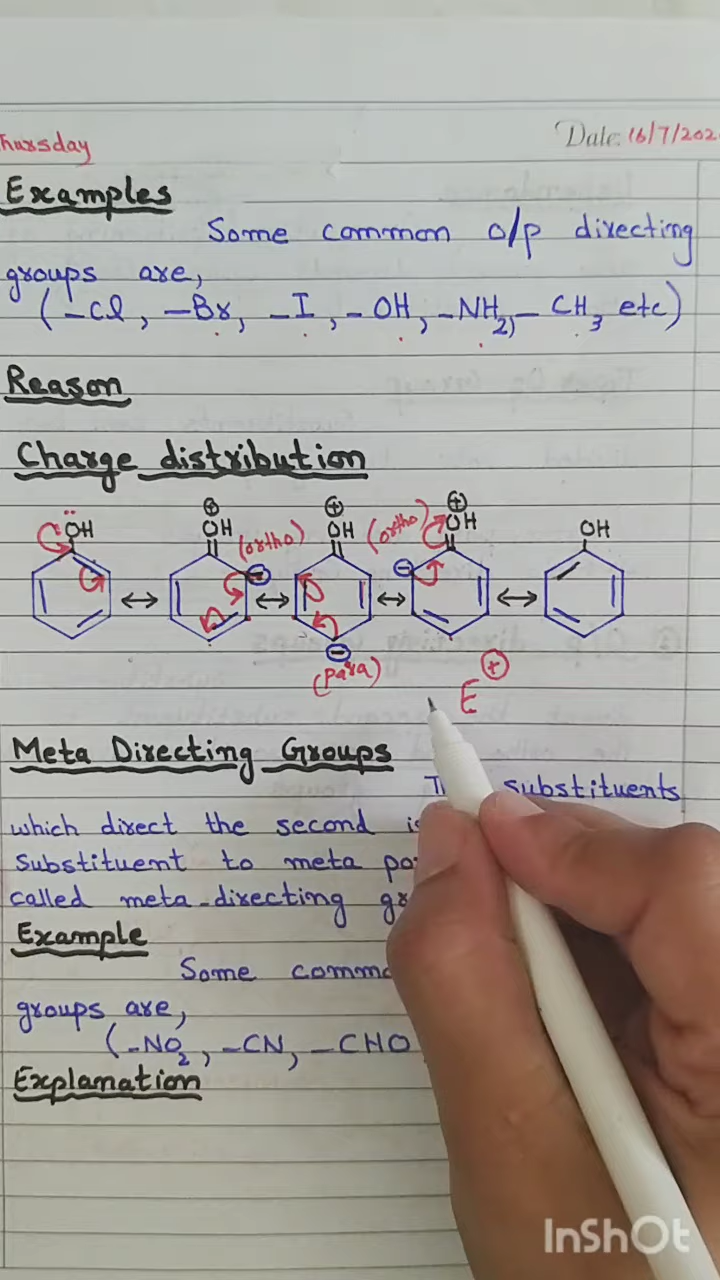 Thursday
Date: 16/7/202
Examples
Some common o/p directing
groups are,
(-Cl, -Br, -I, -OH, -NH2, -CH3 etc)
Reason
Charge distribution
ÖH ⊕ OH ⊕ OH ⊕ OH OH
(ortho) (ortho)
⊖ ⊖
↔ ↔ ↔ ↔
⊖
(para)
E⊕
Meta Directing Groups
substituents
which direct the second
substituent to meta
called meta-directing
Example
Some
groups are,
(-NO2, -CN, -CHO
Explamation
InShOt